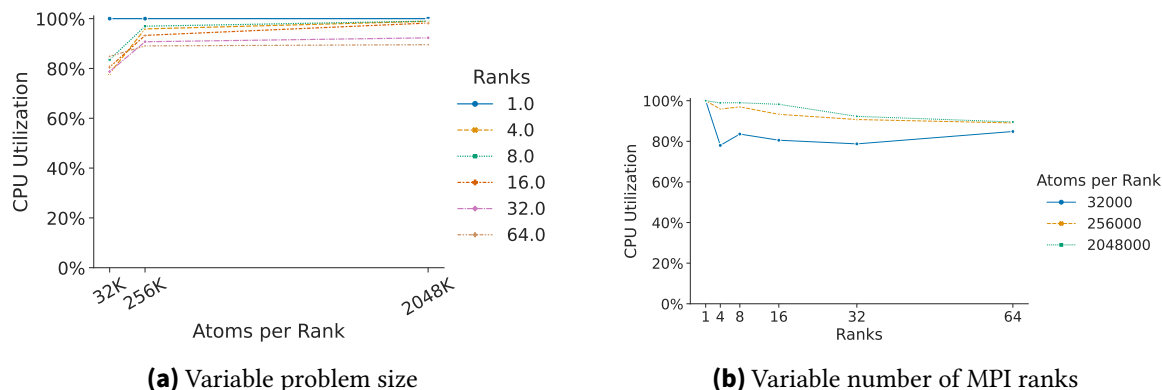 100%
80%
60%
40%
20%
0%
CPU Utilization
32K
256K
2048K
Atoms per Rank
Ranks
1.0
4.0
8.0
16.0
32.0
64.0
(a) Variable problem size
100%
80%
60%
40%
20%
0%
CPU Utilization
1 4 8 16 32 64
Ranks
Atoms per Rank
32000
256000
2048000
(b) Variable number of MPI ranks